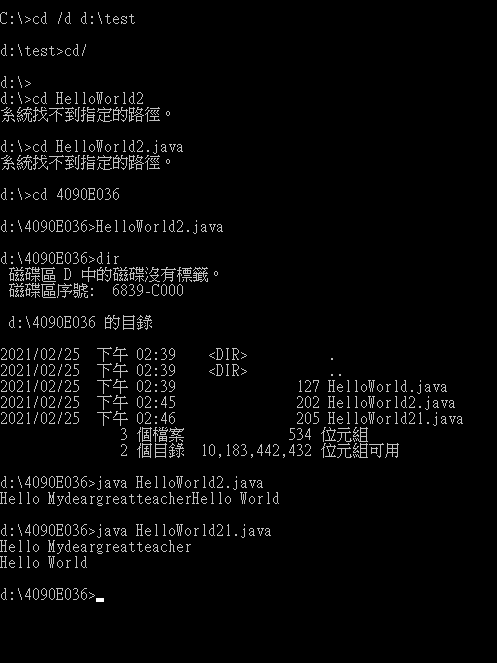 C:\>cd /d d:\test
d:\test>cd/
d:\>
d:\>cd HelloWorld2
系統找不到指定的路徑。
d:\>cd HelloWorld2.java
系統找不到指定的路徑。
d:\>cd 4090E036
d:\4090E036>HelloWorld2.java
d:\4090E036>dir
磁碟區 D 中的磁碟沒有標籤。
磁碟區序號:  6839-C000
d:\4090E036 的目錄
2021/02/25  下午 02:39    <DIR>          .
2021/02/25  下午 02:39    <DIR>          ..
2021/02/25  下午 02:39               127 HelloWorld.java
2021/02/25  下午 02:45               202 HelloWorld2.java
2021/02/25  下午 02:46               205 HelloWorld21.java
3 個檔案             534 位元組
2 個目錄  10,183,442,432 位元組可用
d:\4090E036>java HelloWorld2.java
Hello MydeargreatteacherHello World
d:\4090E036>java HelloWorld21.java
Hello Mydeargreatteacher
Hello World
d:\4090E036>